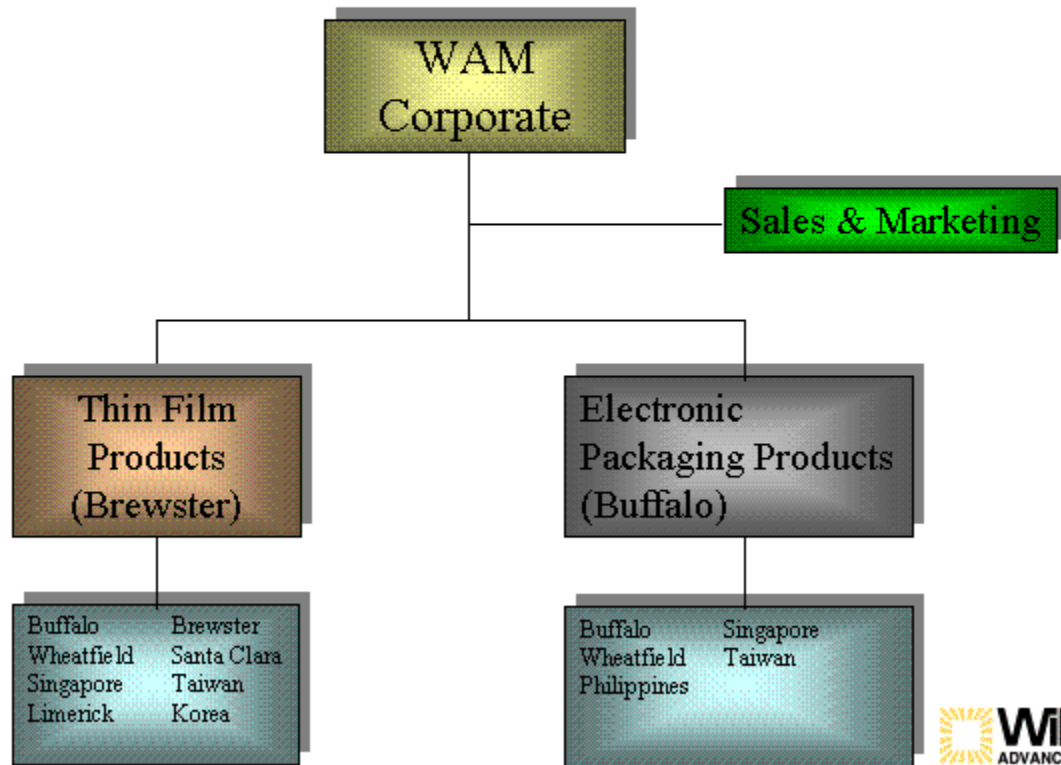 WAM
Corporate
Sales & Marketing
Thin Film
Products
(Brewster)
Electronic
Packaging Products
(Buffalo)
Buffalo Brewster
Wheatfield Santa Clara
Singapore Taiwan
Limerick Korea
Buffalo Singapore
Wheatfield Taiwan
Philippines